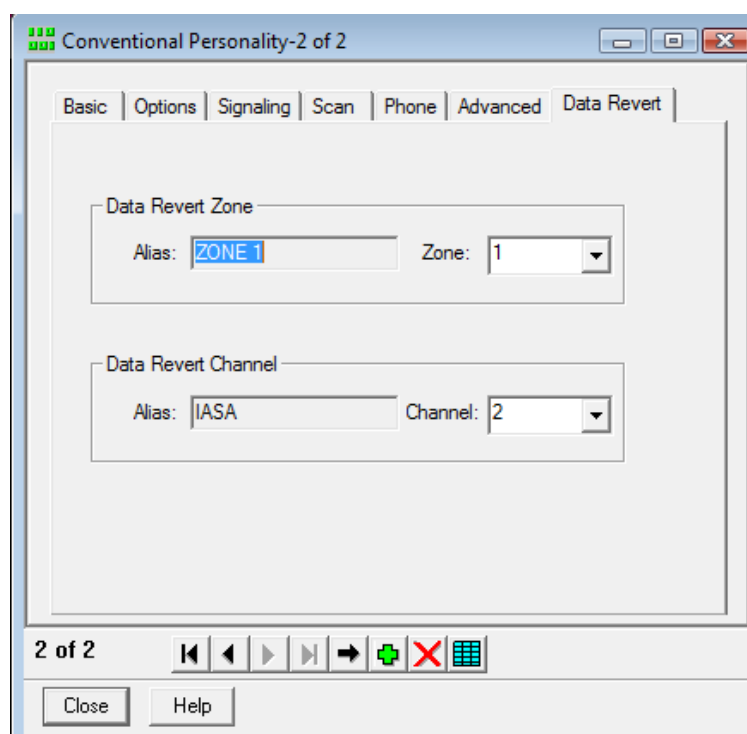 Conventional Personality-2 of 2
Basic Options Signaling Scan Phone Advanced Data Revert
Data Revert Zone
Alias: ZONE 1 Zone: 1
Data Revert Channel
Alias: IASA Channel: 2
2 of 2
Close Help